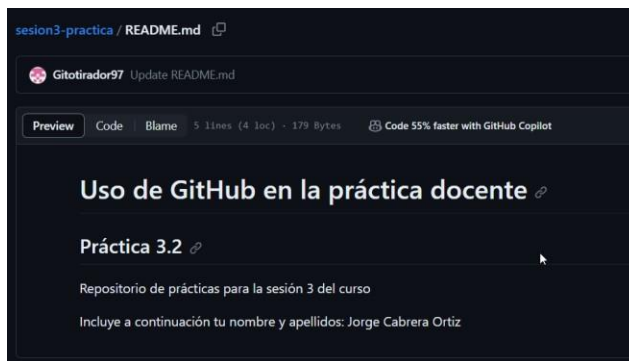 sesion3-practica / README.md
Gitotirador97 Update README.md
Preview Code Blame 5 lines (4 loc) · 179 Bytes Code 55% faster with GitHub Copilot
Uso de GitHub en la práctica docente
Práctica 3.2
Repositorio de prácticas para la sesión 3 del curso
Incluye a continuación tu nombre y apellidos: Jorge Cabrera Ortiz